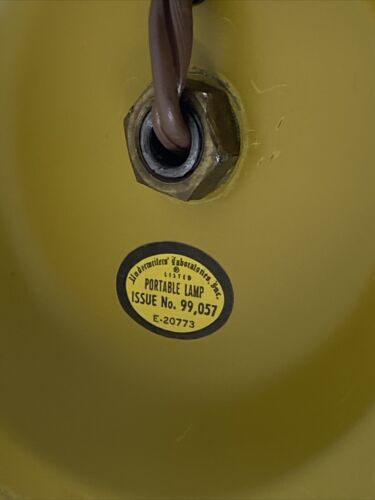 Underwriters' Laboratories, Inc.
®
LISTED
PORTABLE LAMP
ISSUE No. 99,057
E-20773